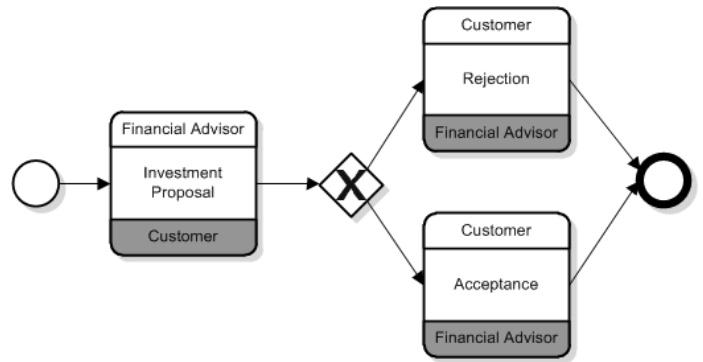 Financial Advisor
Investment
Proposal
Customer
X
Customer
Rejection
Financial Advisor
Customer
Acceptance
Financial Advisor